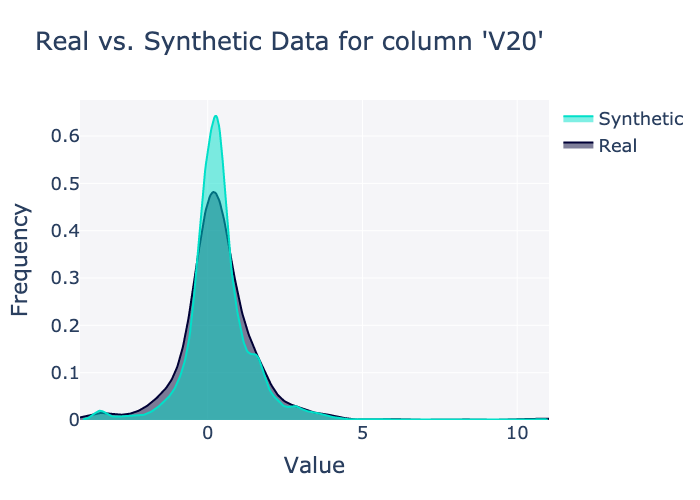 Real vs. Synthetic Data for column 'V20'
Synthetic
Real
Frequency
0.6
0.5
0.4
0.3
0.2
0.1
0
0 5 10
Value